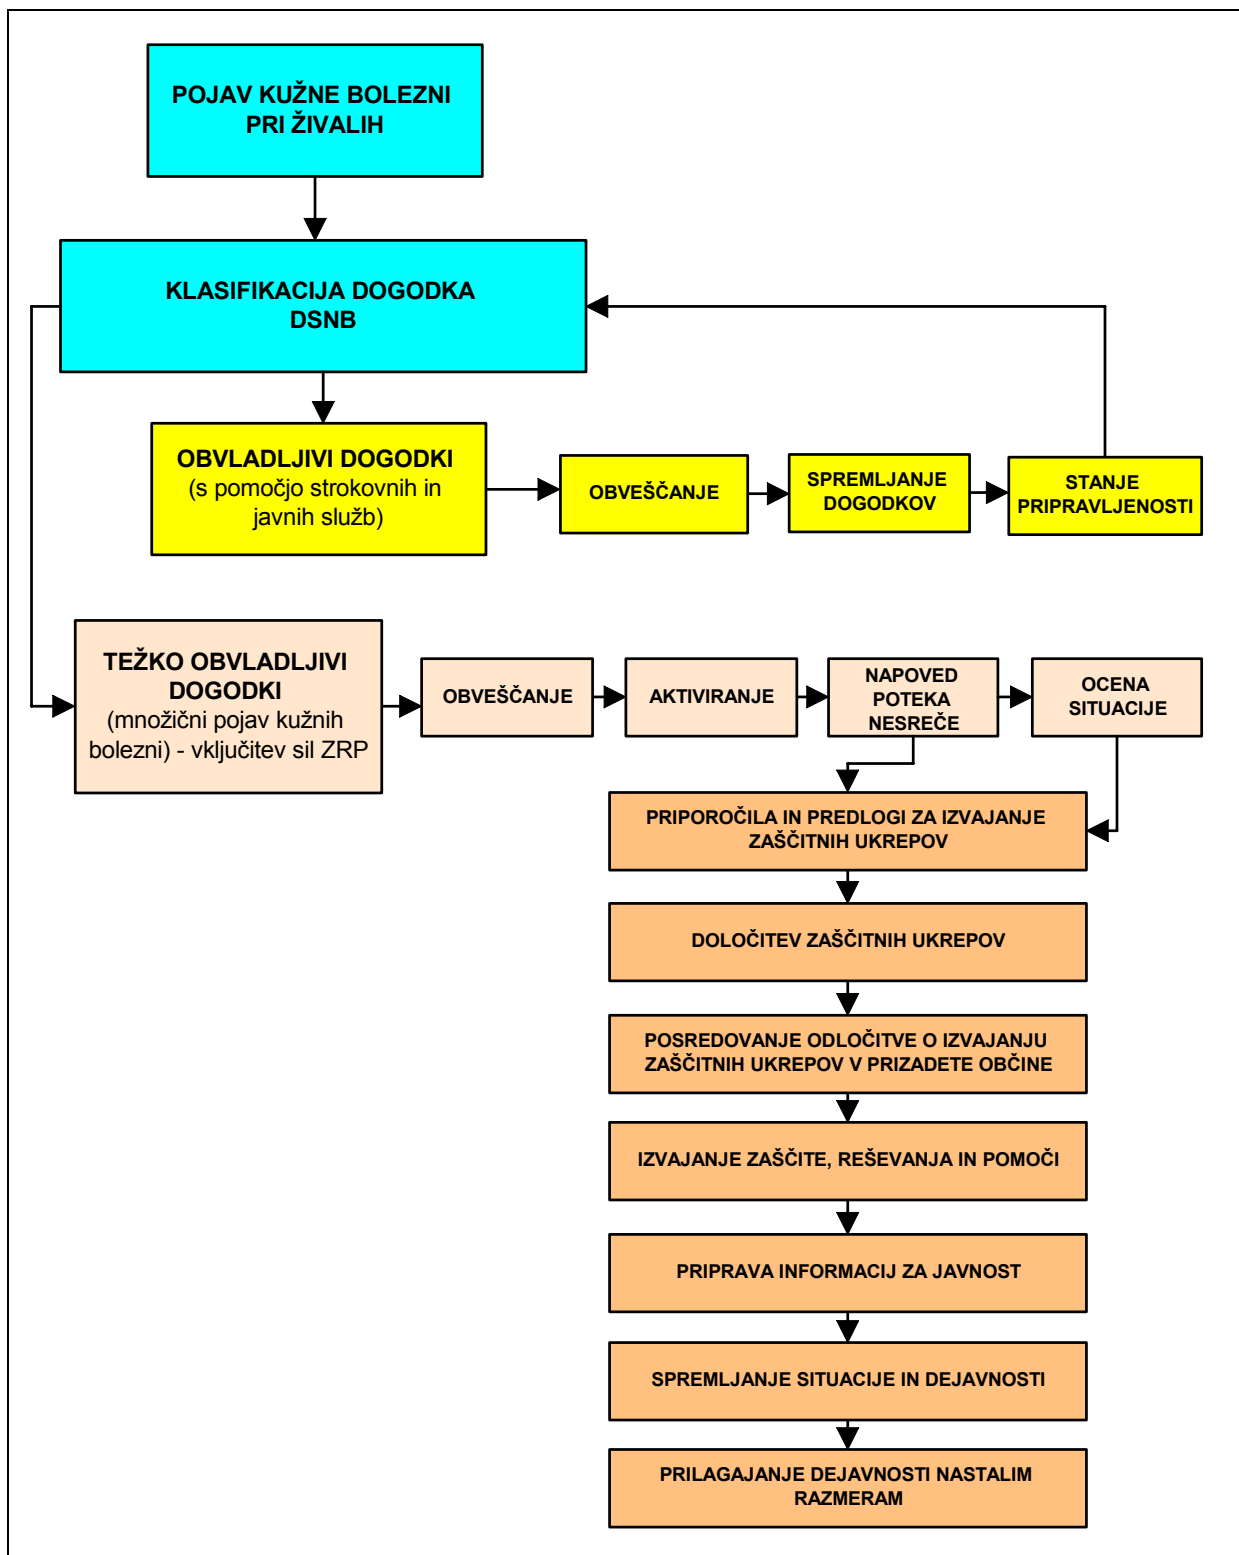 POJAV KUŽNE BOLEZNI
PRI ŽIVALIH
KLASIFIKACIJA DOGODKA
DSNB
OBVLADLJIVI DOGODKI
(s pomočjo strokovnih in
javnih služb)
OBVEŠČANJE
SPREMLJANJE
DOGODKOV
STANJE
PRIPRAVLJENOSTI
TEŽKO OBVLADLJIVI
DOGODKI
(množični pojav kužnih
bolezni) - vključitev sil ZRP
OBVEŠČANJE
AKTIVIRANJE
NAPOVED
POTEKA
NESREČE
OCENA
SITUACIJE
PRIPOROČILA IN PREDLOGI ZA IZVAJANJE
ZAŠČITNIH UKREPOV
DOLOČITEV ZAŠČITNIH UKREPOV
POSREDOVANJE ODLOČITVE O IZVAJANJU
ZAŠČITNIH UKREPOV V PRIZADETE OBČINE
IZVAJANJE ZAŠČITE, REŠEVANJA IN POMOČI
PRIPRAVA INFORMACIJ ZA JAVNOST
SPREMLJANJE SITUACIJE IN DEJAVNOSTI
PRILAGAJANJE DEJAVNOSTI NASTALIM
RAZMERAM